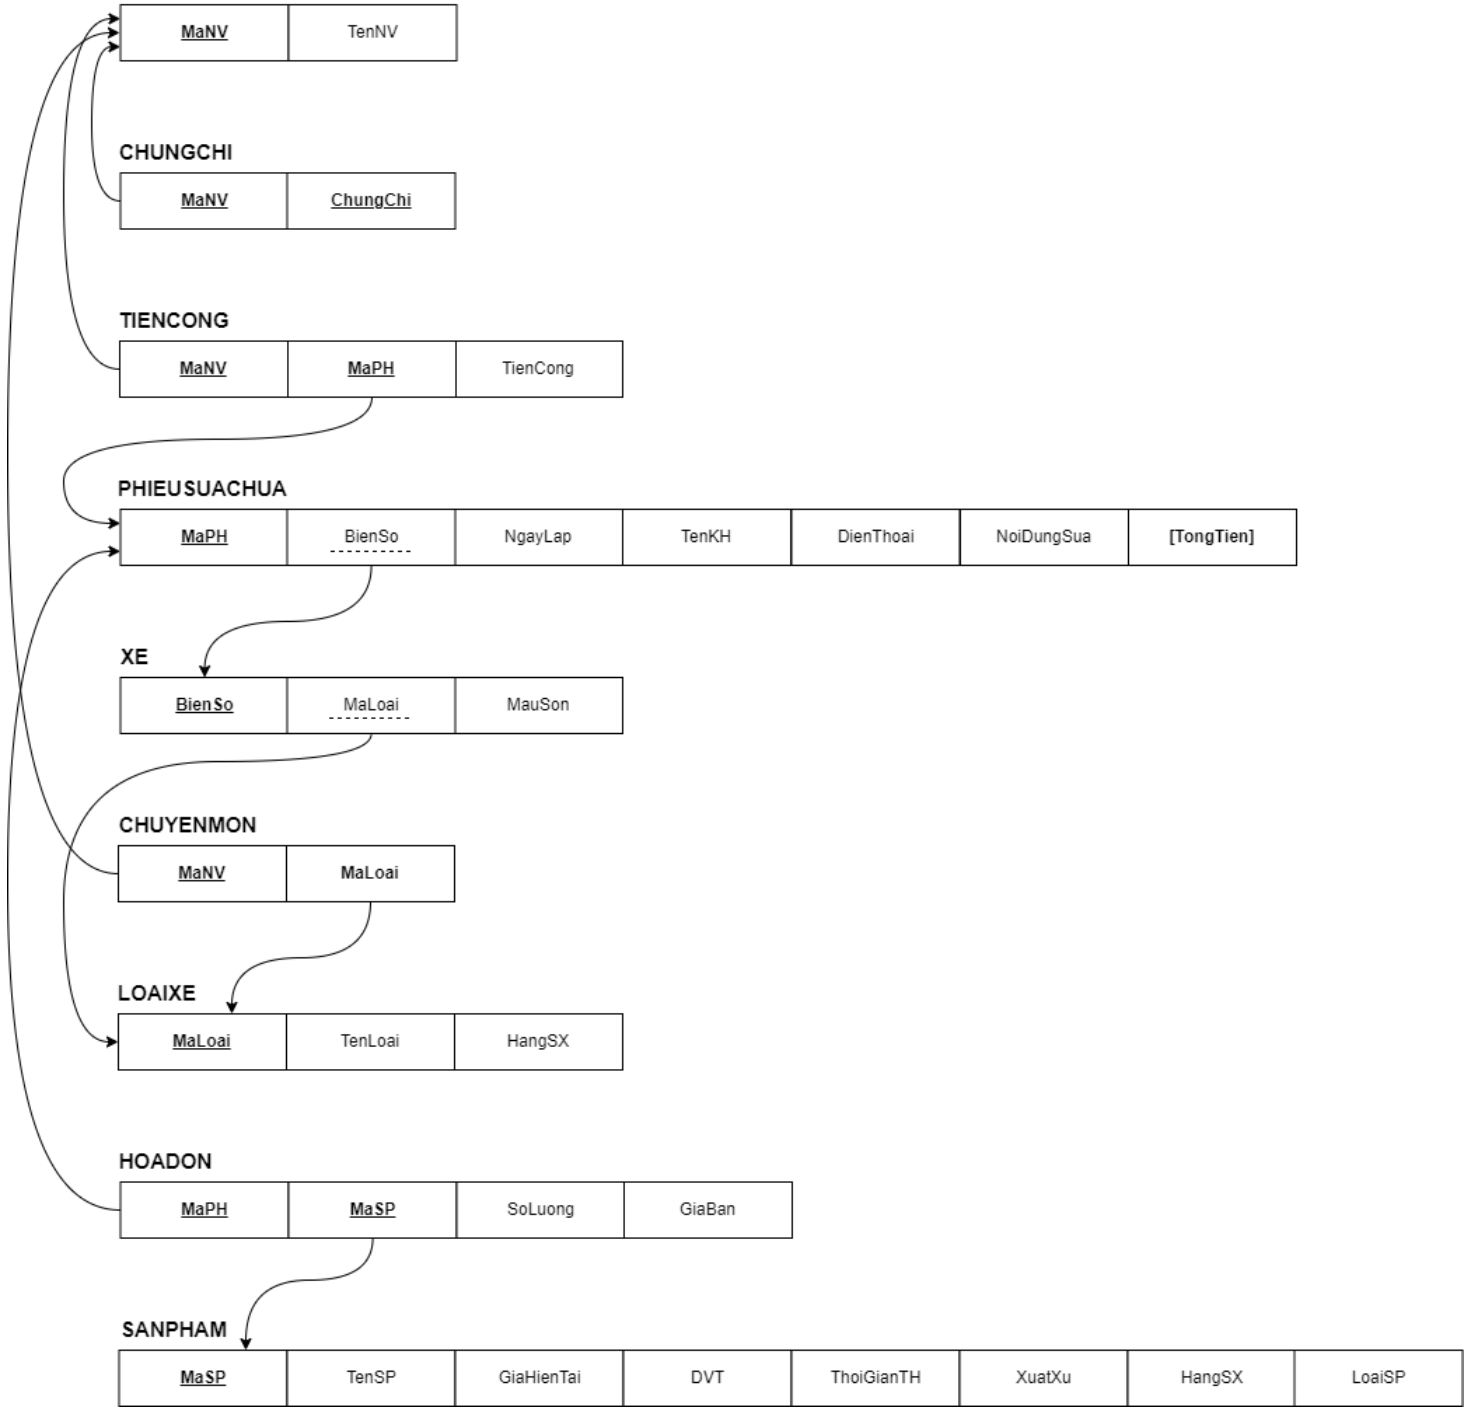 MaNV TenNV
CHUNGCHI
MaNV ChungChi
TIENCONG
MaNV MaPH TienCong
PHIEUSUACHUA
MaPH BienSo NgayLap TenKH DienThoai NoiDungSua [TongTien]
XE
BienSo MaLoai MauSon
CHUYENMON
MaNV MaLoai
LOAIXE
MaLoai TenLoai HangSX
HOADON
MaPH MaSP SoLuong GiaBan
SANPHAM
MaSP TenSP GiaHienTai DVT ThoiGianTH XuatXu HangSX LoaiSP